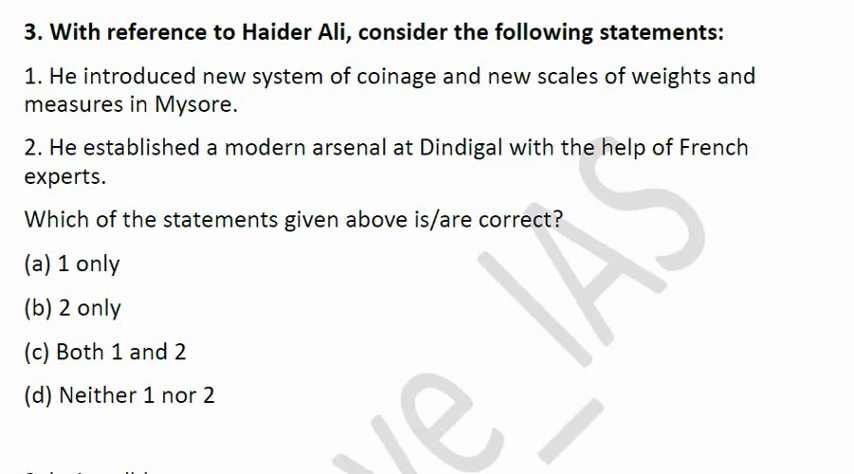 3. With reference to Haider Ali, consider the following statements:
1. He introduced new system of coinage and new scales of weights and
measures in Mysore.
2. He established a modern arsenal at Dindigal with the help of French
experts.
Which of the statements given above is/are correct?
(a) 1 only
(b) 2 only
(c) Both 1 and 2
(d) Neither 1 nor 2
ve_IAS